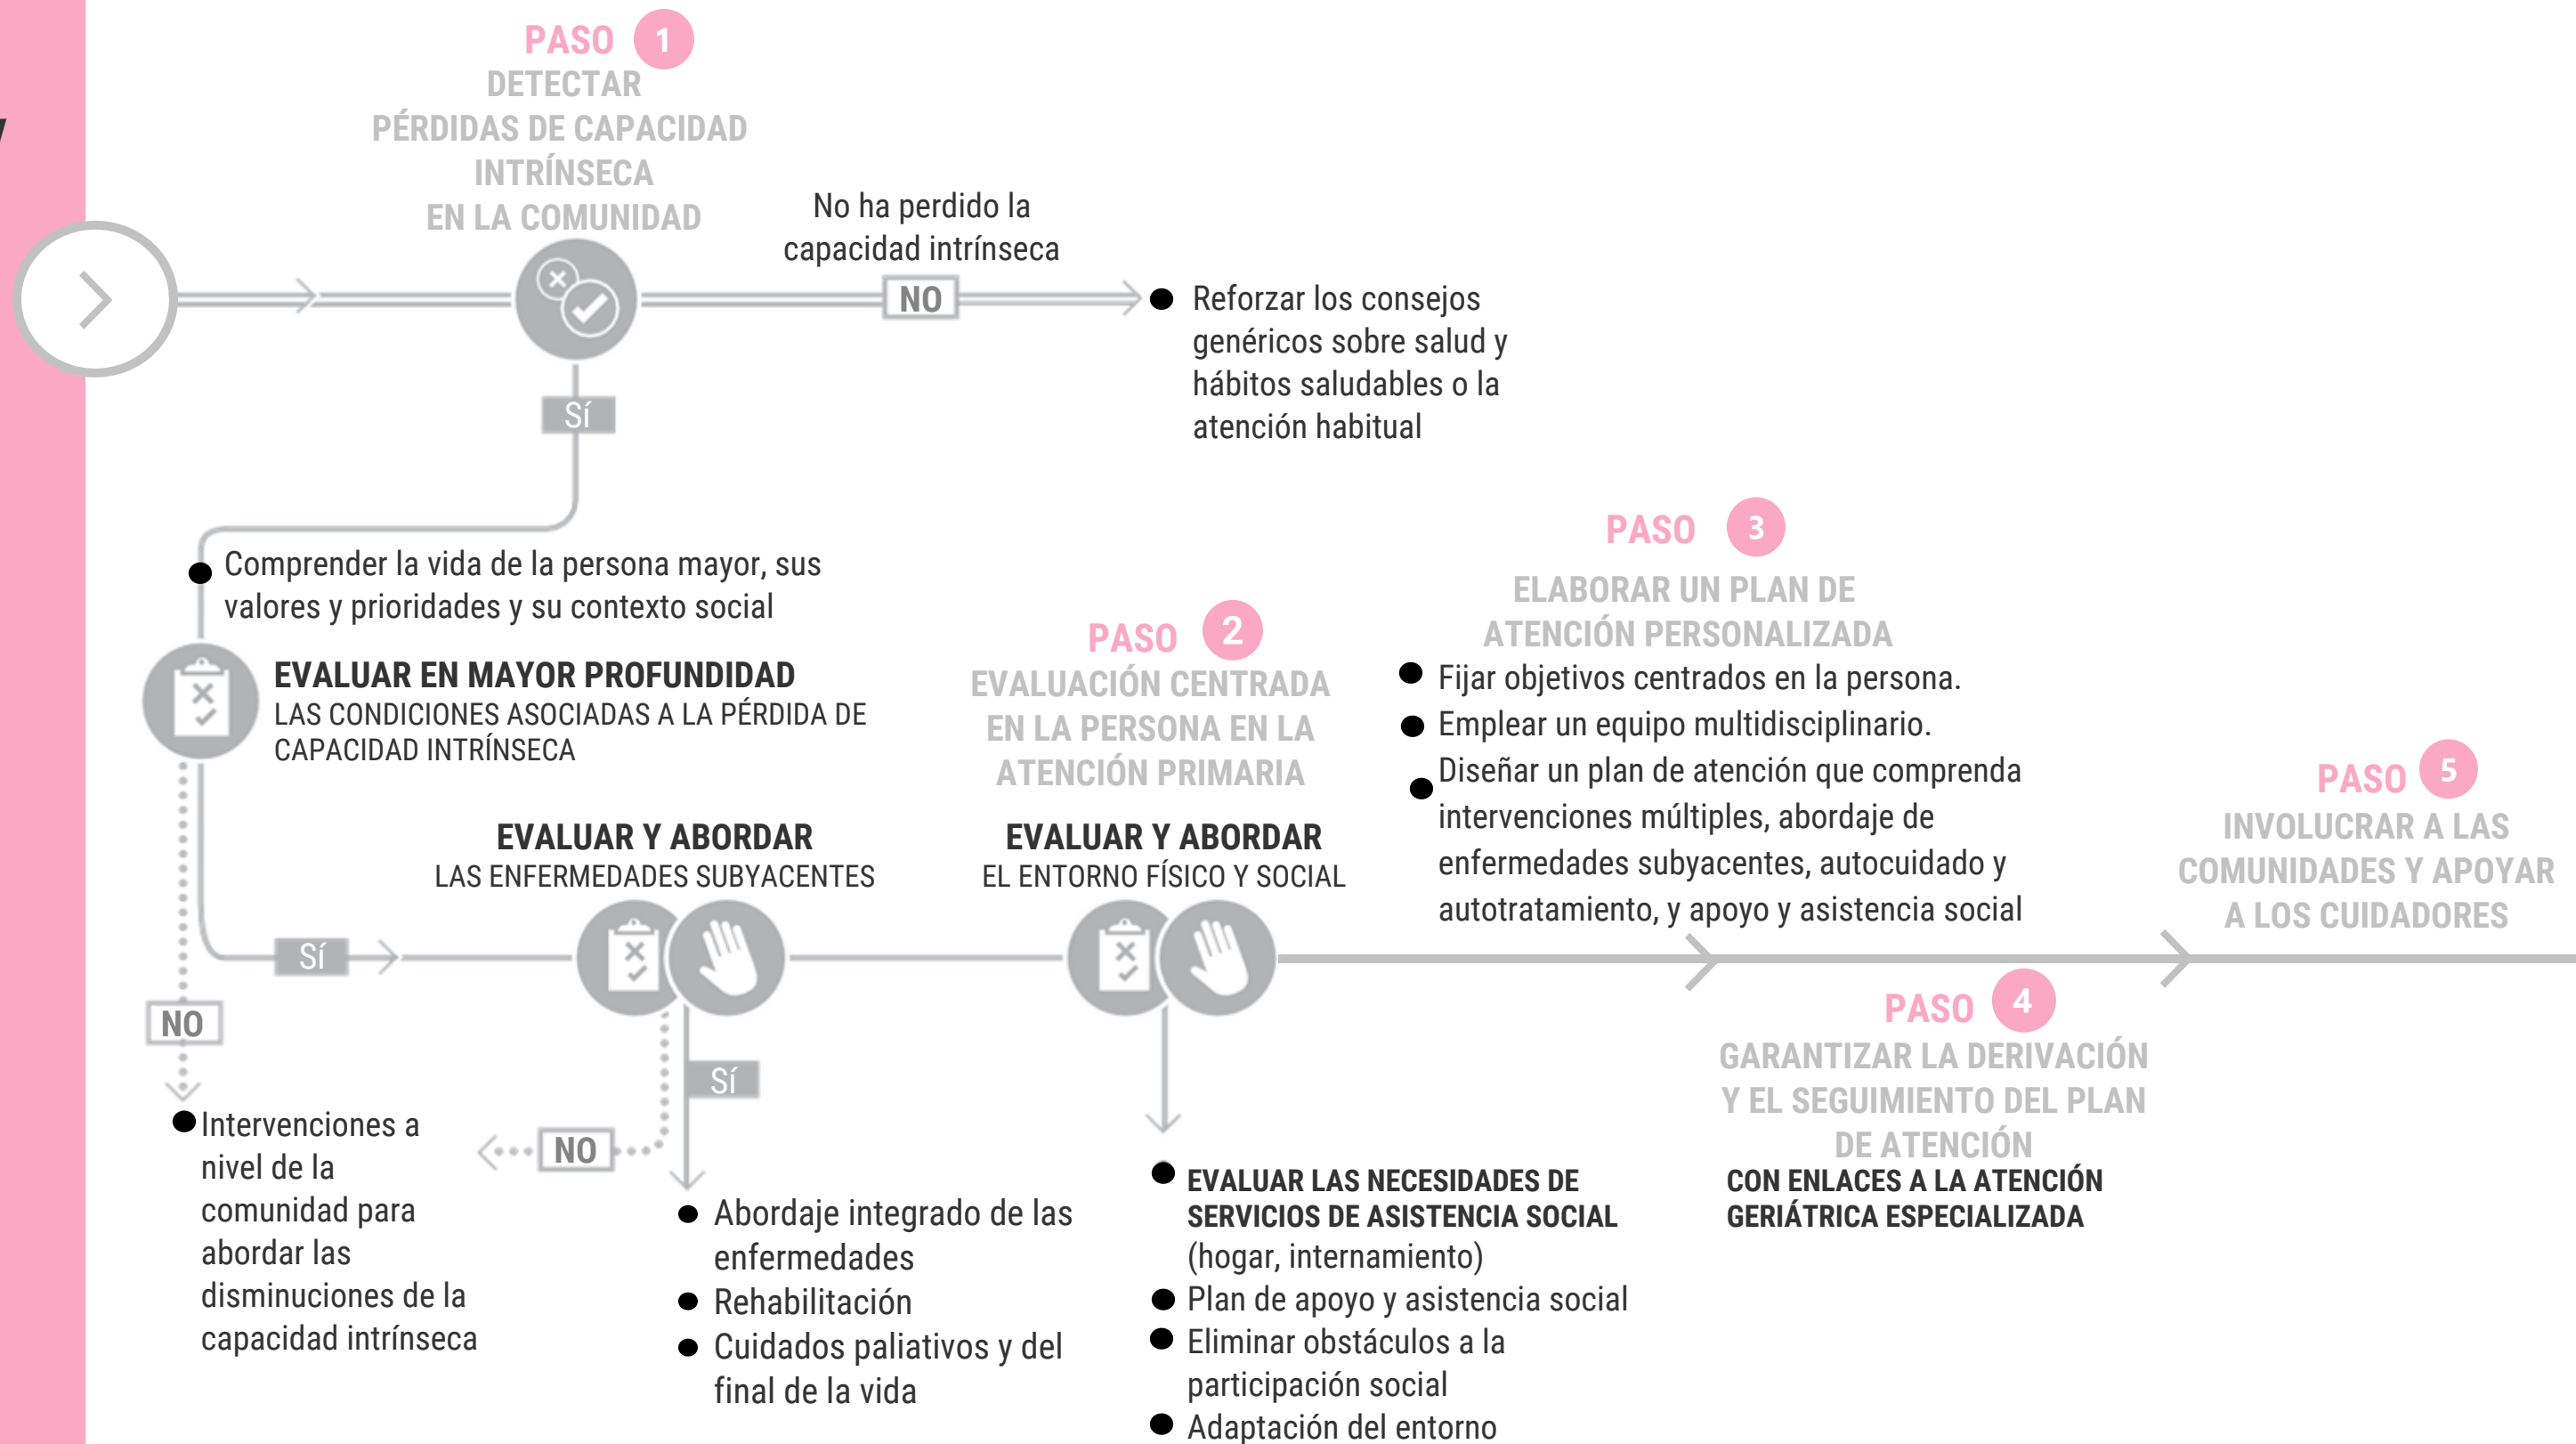 PASO 1
DETECTAR
PÉRDIDAS DE CAPACIDAD
INTRÍNSECA
EN LA COMUNIDAD
No ha perdido la
capacidad intrínseca
NO
Reforzar los consejos
genéricos sobre salud y
hábitos saludables o la
atención habitual
Sí
Comprender la vida de la persona mayor, sus
valores y prioridades y su contexto social
EVALUAR EN MAYOR PROFUNDIDAD
LAS CONDICIONES ASOCIADAS A LA PÉRDIDA DE
CAPACIDAD INTRÍNSECA
Sí
NO
Intervenciones a
nivel de la
comunidad para
abordar las
disminuciones de la
capacidad intrínseca
EVALUAR Y ABORDAR
LAS ENFERMEDADES SUBYACENTES
Sí
NO
Abordaje integrado de las
enfermedades
Rehabilitación
Cuidados paliativos y del
final de la vida
PASO 2
EVALUACIÓN CENTRADA
EN LA PERSONA EN LA
ATENCIÓN PRIMARIA
EVALUAR Y ABORDAR
EL ENTORNO FÍSICO Y SOCIAL
EVALUAR LAS NECESIDADES DE
SERVICIOS DE ASISTENCIA SOCIAL
(hogar, internamiento)
Plan de apoyo y asistencia social
Eliminar obstáculos a la
participación social
Adaptación del entorno
PASO 3
ELABORAR UN PLAN DE
ATENCIÓN PERSONALIZADA
Fijar objetivos centrados en la persona.
Emplear un equipo multidisciplinario.
Diseñar un plan de atención que comprenda
intervenciones múltiples, abordaje de
enfermedades subyacentes, autocuidado y
autotratamiento, y apoyo y asistencia social
PASO 4
GARANTIZAR LA DERIVACIÓN
Y EL SEGUIMIENTO DEL PLAN
DE ATENCIÓN
CON ENLACES A LA ATENCIÓN
GERIÁTRICA ESPECIALIZADA
PASO 5
INVOLUCRAR A LAS
COMUNIDADES Y APOYAR
A LOS CUIDADORES